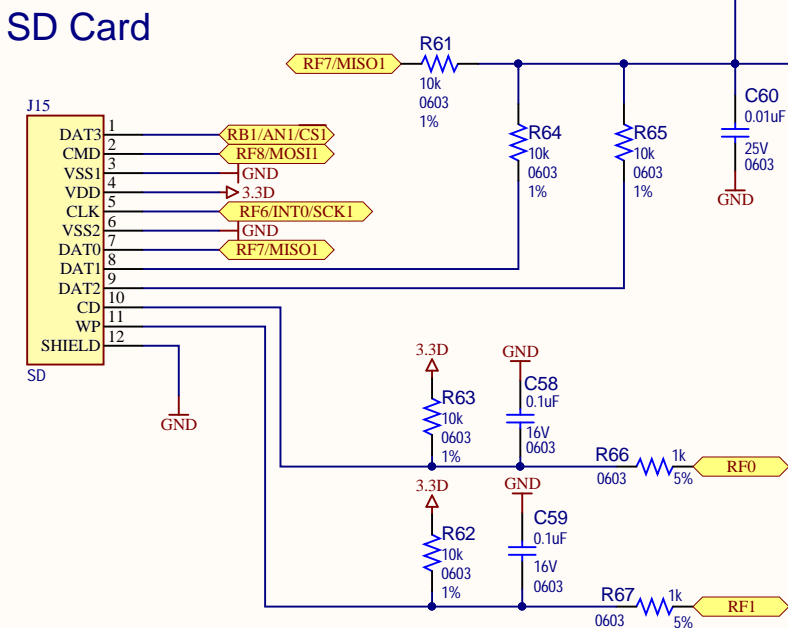 SD Card
RF7/MISO1
R61
10k
0603
1%
R64
10k
0603
1%
R65
10k
0603
1%
C60
0.01uF
25V
0603
GND
J15
DAT3 1 RB1/AN1/CS1
CMD 2 RF8/MOSI1
VSS1 3 GND
VDD 4 3.3D
CLK 5 RF6/INT0/SCK1
VSS2 6 GND
DAT0 7 RF7/MISO1
DAT1 8
DAT2 9
CD 10
WP 11
SHIELD 12
SD
GND
3.3D
R63
10k
0603
1%
GND
C58
0.1uF
16V
0603
R66
0603
1k
5%
RF0
3.3D
R62
10k
0603
1%
GND
C59
0.1uF
16V
0603
R67
0603
1k
5%
RF1